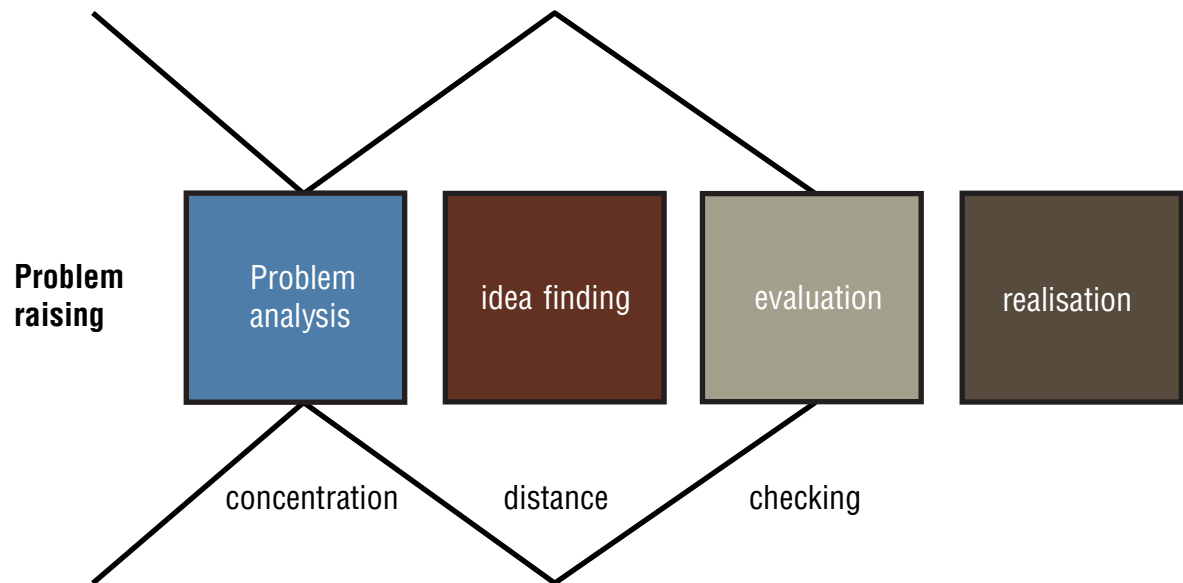 Problem
raising
Problem
analysis
idea finding
evaluation
realisation
concentration
distance
checking